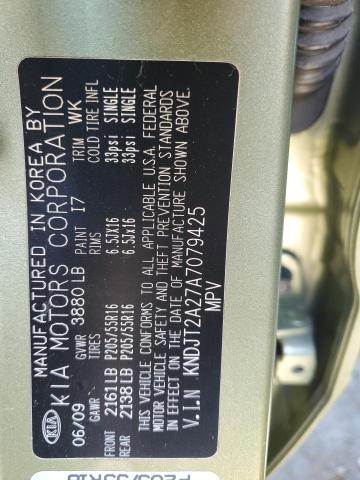 MANUFACTURED IN KOREA BY
KIA KIA MOTORS CORPORATION
06/09 GVWR 3880 LB PAINT I7 TRIM WK
GAWR TIRES RIMS COLD TIRE INFL
FRONT 2161 LB P205/55R16 6.5Jx16 33psi SINGLE
REAR 2138 LB P205/55R16 6.5Jx16 33psi SINGLE
THIS VEHICLE CONFORMS TO ALL APPLICABLE U.S.A. FEDERAL
MOTOR VEHICLE SAFETY AND THEFT PREVENTION STANDARDS
IN EFFECT ON THE DATE OF MANUFACTURE SHOWN ABOVE.
V.I.N KNDJT2A27A7079425
MPV
P205/55R16